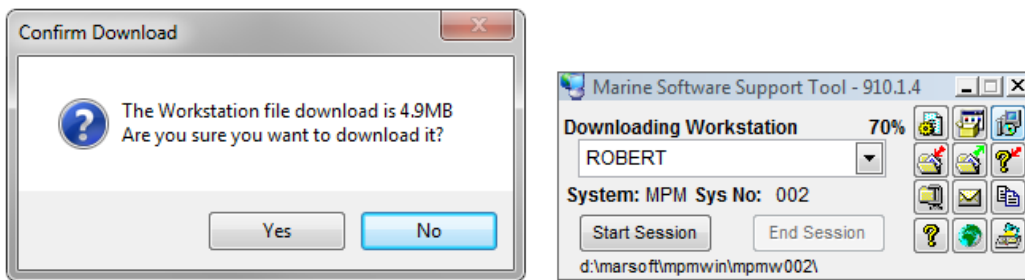 Confirm Download
The Workstation file download is 4.9MB
Are you sure you want to download it?
Yes No
Marine Software Support Tool - 910.1.4
Downloading Workstation 70%
ROBERT
System: MPM Sys No: 002
Start Session End Session
d:\marsoft\mpmwin\mpmw002\